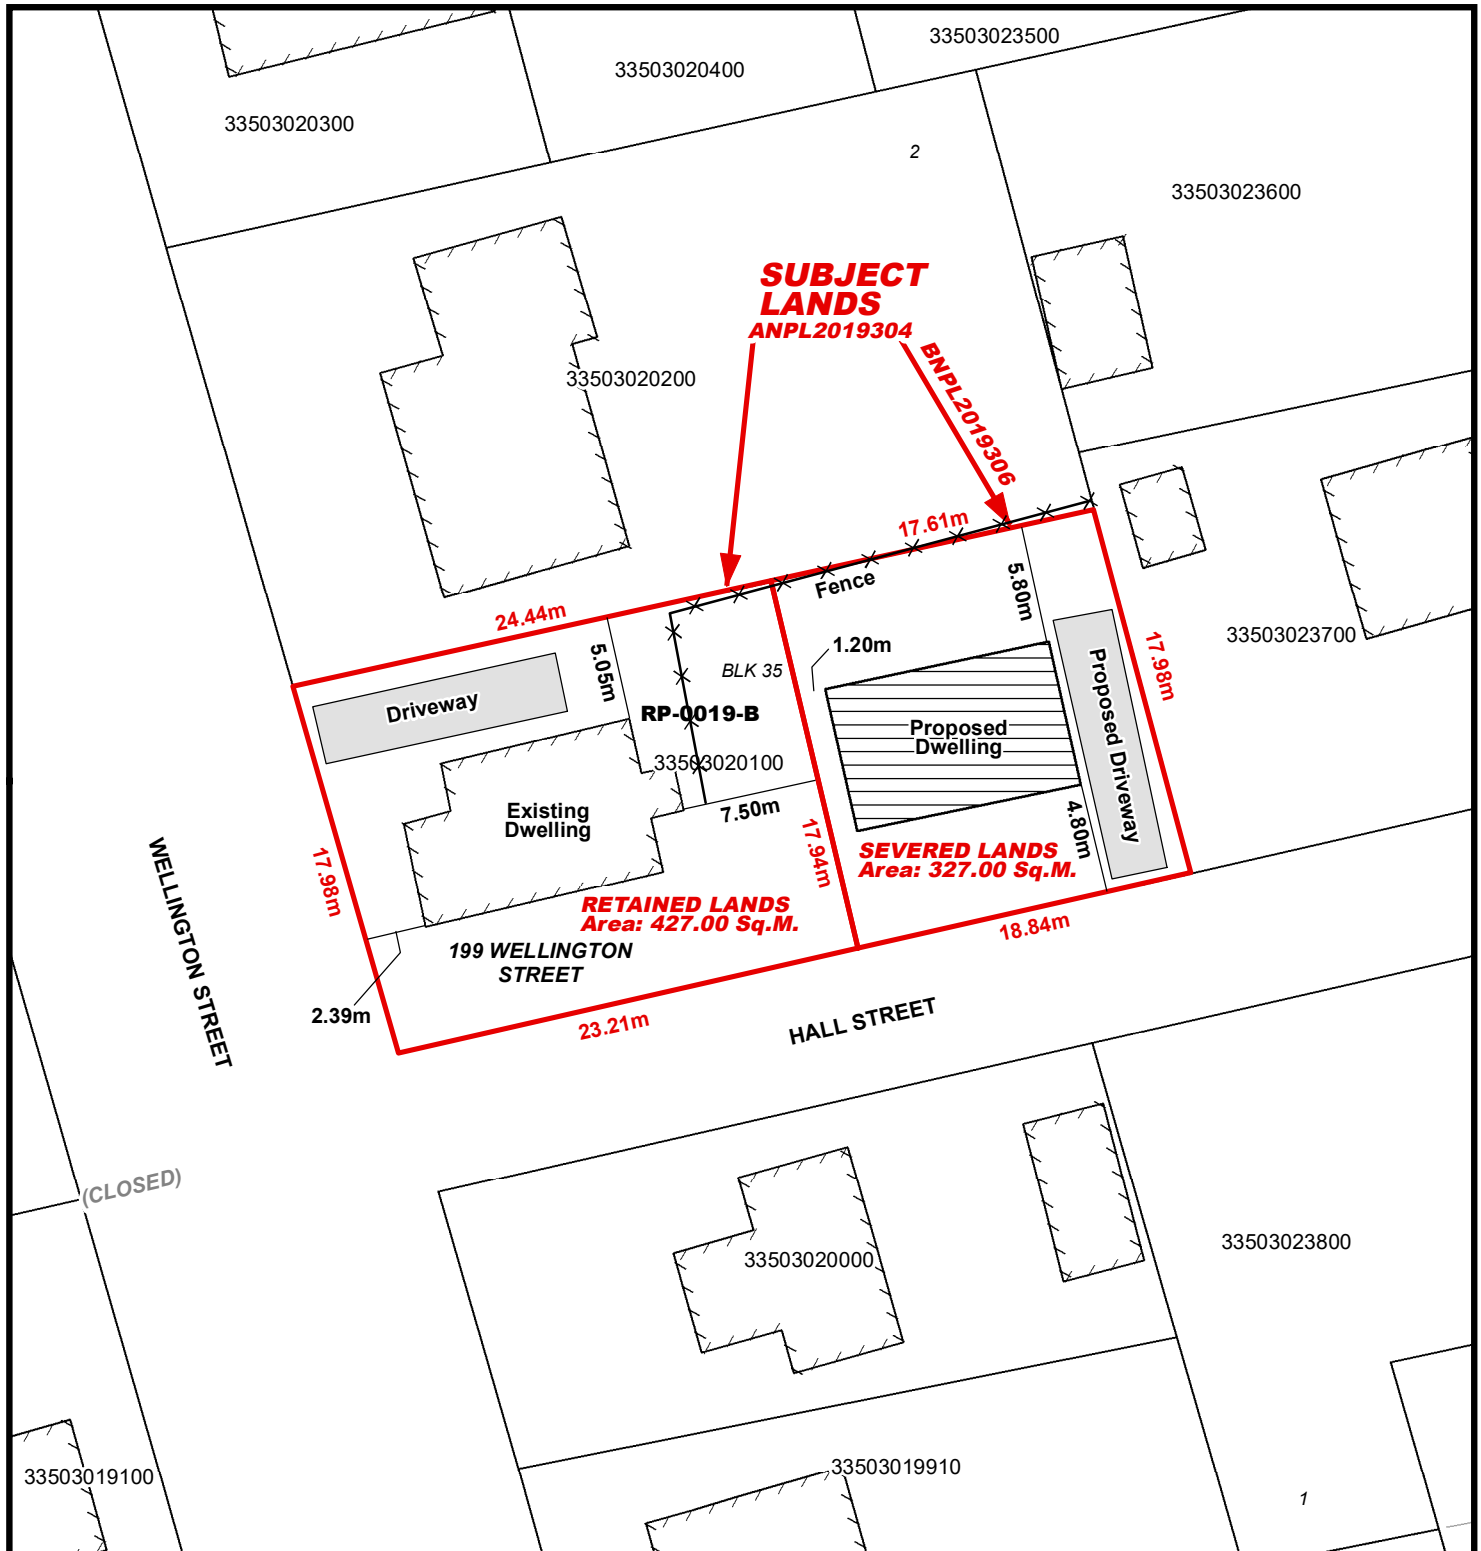 33503023500
33503020400
33503020300
2
33503023600
SUBJECT
LANDS
ANPL2019304
BNPL2019306
33503020200
17.61m
Fence
5.80m
24.44m
33503023700
1.20m
17.98m
5.05m
BLK 35
Driveway
RP-0019-B
Proposed
Dwelling
Proposed Driveway
33503020100
7.50m
Existing
Dwelling
4.80m
17.94m
SEVERED LANDS
Area: 327.00 Sq.M.
17.98m
RETAINED LANDS
Area: 427.00 Sq.M.
18.84m
199 WELLINGTON
STREET
WELLINGTON STREET
2.39m
23.21m
HALL STREET
(CLOSED)
33503020000
33503023800
33503019100
33503019910
1